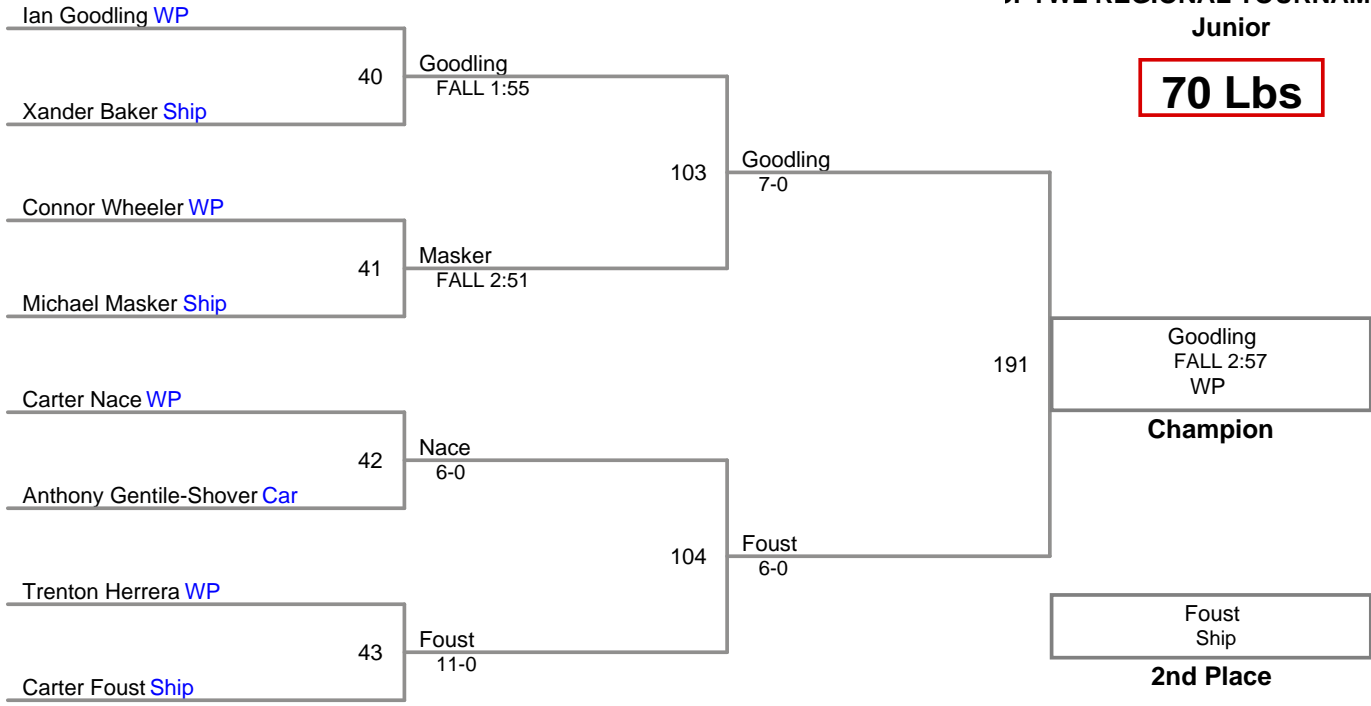 YWL REGIONAL
Junior
70 Lbs
Ian Goodling WP
40
Goodling
FALL 1:55
Xander Baker Ship
103
Goodling
7-0
Connor Wheeler WP
41
Masker
FALL 2:51
Michael Masker Ship
191
Goodling
FALL 2:57
WP
Champion
Carter Nace WP
42
Nace
6-0
Anthony Gentile-Shover Car
104
Foust
6-0
Trenton Herrera WP
43
Foust
11-0
Carter Foust Ship
Foust
Ship
2nd Place